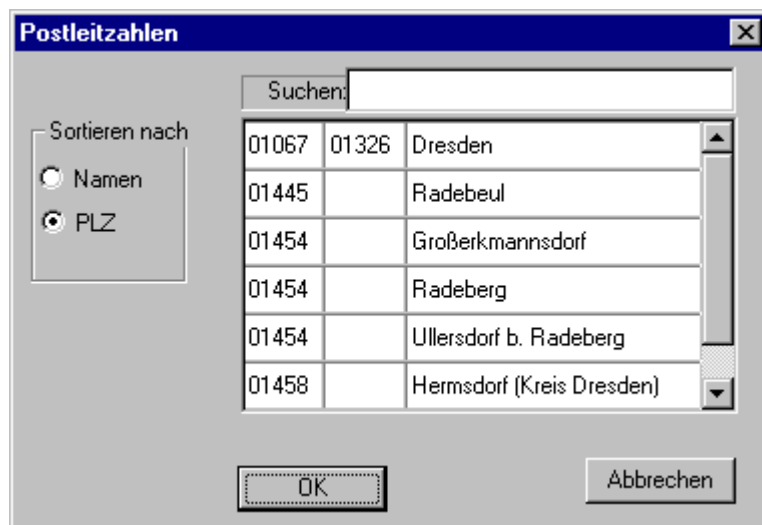 Postleitzahlen
Suchen:
Sortieren nach
Namen
PLZ
01067 01326 Dresden
01445 Radebeul
01454 Großerkmannsdorf
01454 Radeberg
01454 Ullersdorf b. Radeberg
01458 Hermsdorf (Kreis Dresden)
OK Abbrechen